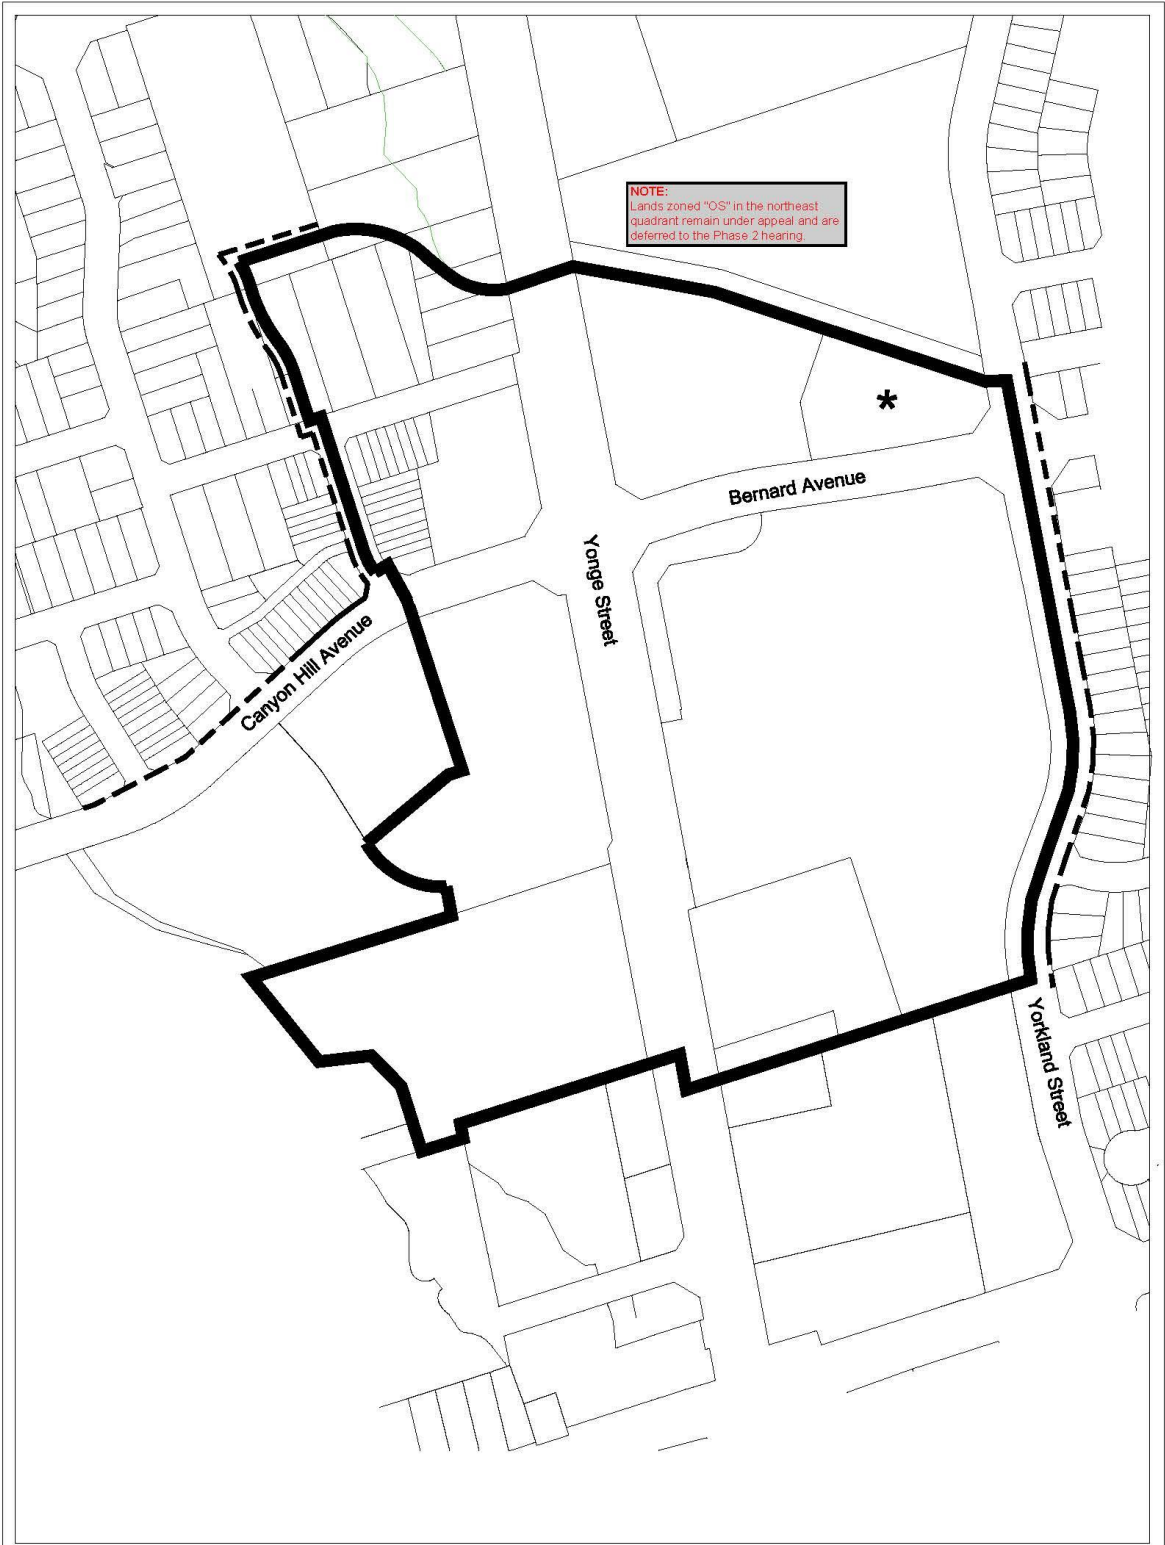 NOTE:
Lands zoned "OS" in the northeast
quadrant remain under appeal and are
deferred to the Phase 2 hearing.
*
Bernard Avenue
Yonge Street
Canyon Hill Avenue
Yorkland Street